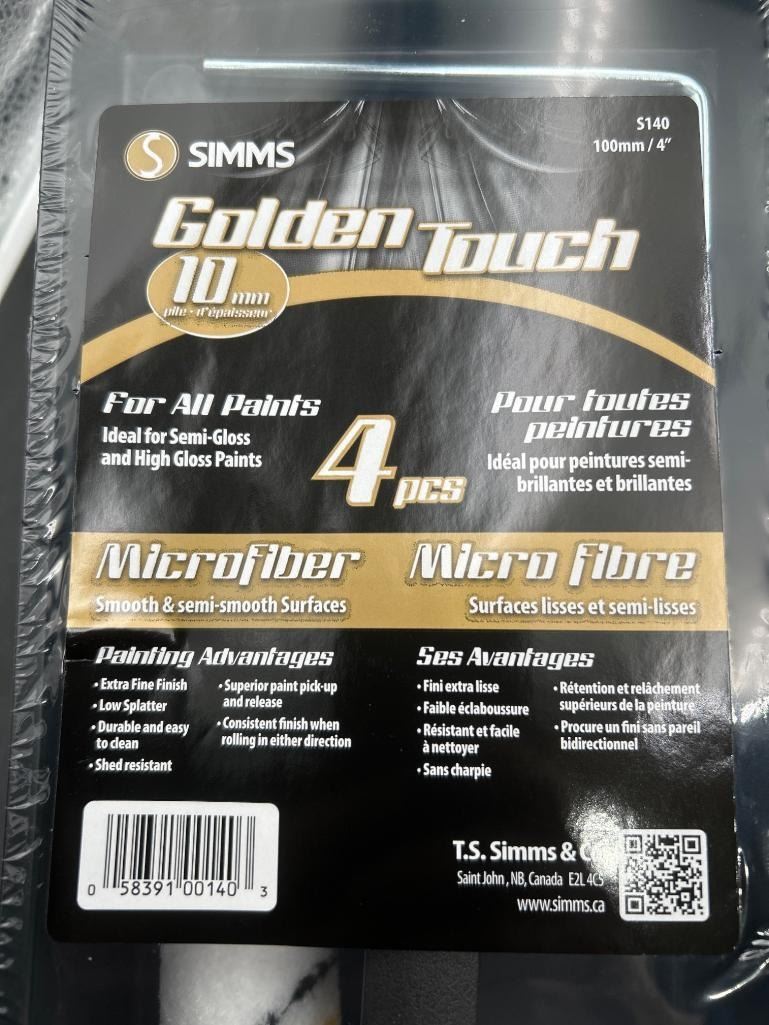 SIMMS
S140
100mm / 4"
Golden Touch
10 mm
pile • d'épaisseur
For All Paints
Ideal for Semi-Gloss
and High Gloss Paints
4 pcs
Pour toutes
peintures
Idéal pour peintures semi-
brillantes et brillantes
Microfiber
Smooth & semi-smooth Surfaces
Micro fibre
Surfaces lisses et semi-lisses
Painting Advantages
• Extra Fine Finish
• Low Splatter
• Durable and easy
to clean
• Shed resistant
• Superior paint pick-up
and release
• Consistent finish when
rolling in either direction
Ses Avantages
• Fini extra lisse
• Faible éclaboussure
• Résistant et facile
à nettoyer
• Sans charpie
• Rétention et relâchement
supérieurs de la peinture
• Procure un fini sans pareil
bidirectionnel
0 58391 00140 3
T.S. Simms & C
Saint John , NB, Canada E2L 4C5
www.simms.ca